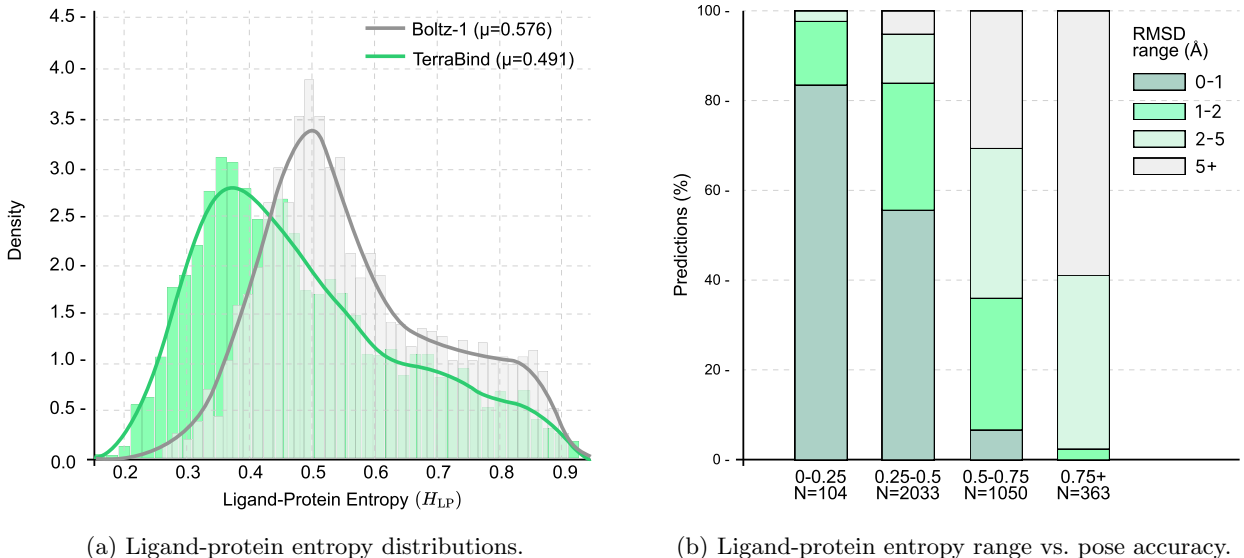 4.5 -
4.0 -
3.5 -
3.0 -
2.5 -
2.0 -
1.5 -
1.0 -
0.5 -
0.0
Density
Boltz-1 (μ=0.576)
TerraBind (μ=0.491)
0.2 0.3 0.4 0.5 0.6 0.7 0.8 0.9
Ligand-Protein Entropy (H_LP)
(a) Ligand-protein entropy distributions.
100 -
80 -
60 -
40 -
20 -
0 -
Predictions (%)
RMSD
range (Å)
0-1
1-2
2-5
5+
0-0.25 0.25-0.5 0.5-0.75 0.75+
N=104 N=2033 N=1050 N=363
(b) Ligand-protein entropy range vs. pose accuracy.